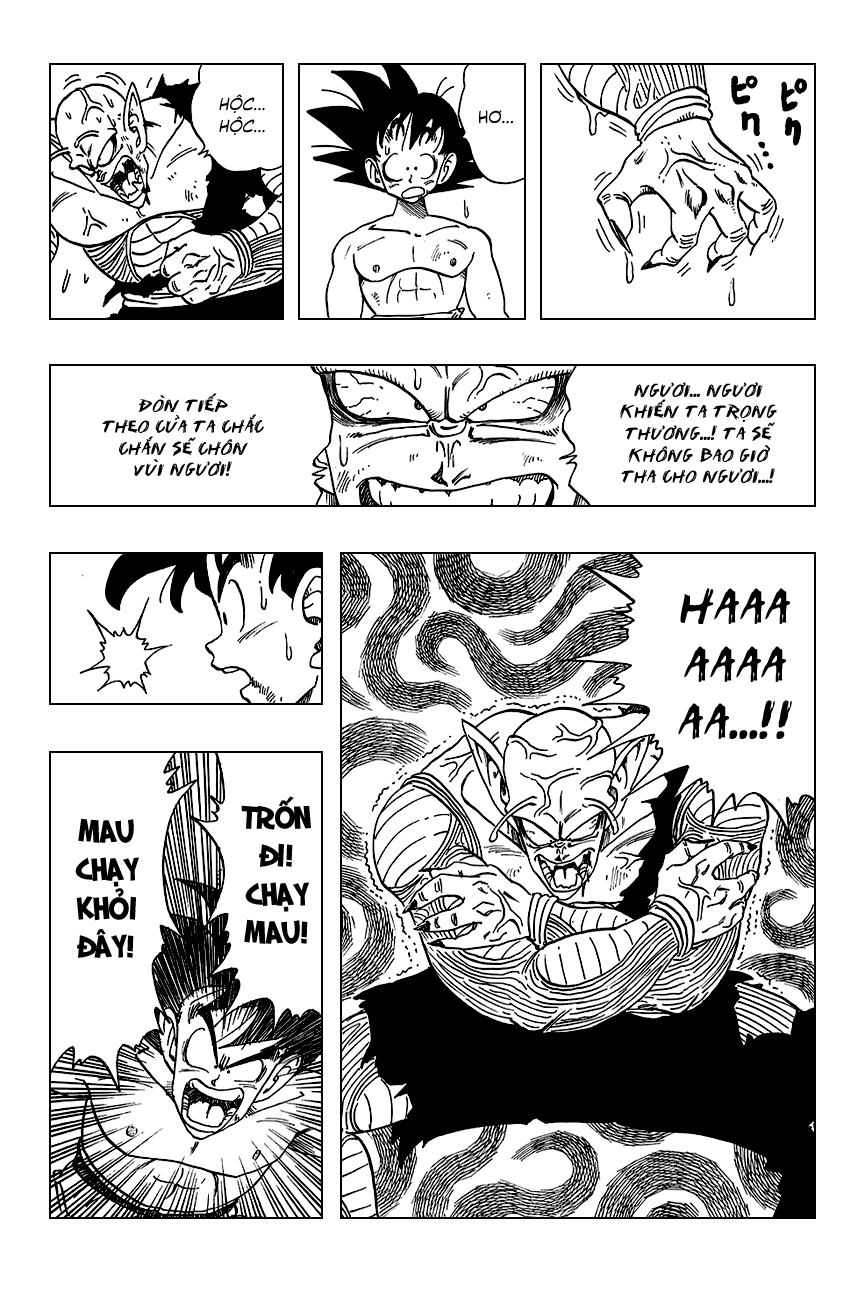 ピク
ピク…
HƠ...
HỘC...
HỘC...
NGƯƠI... NGƯƠI
KHIẾN TA TRỌNG
THƯƠNG...! TA SẼ
KHÔNG BAO GIỜ
THA CHO NGƯƠI...!
ĐÒN TIẾP
THEO CỦA TA CHẮC
CHẮN SẼ CHÔN
VÙI NGƯƠI!
HAAA
AAAA
AA...!!
TRỐN
ĐI!
CHẠY
MAU!
MAU
CHẠY
KHỎI
ĐÂY!